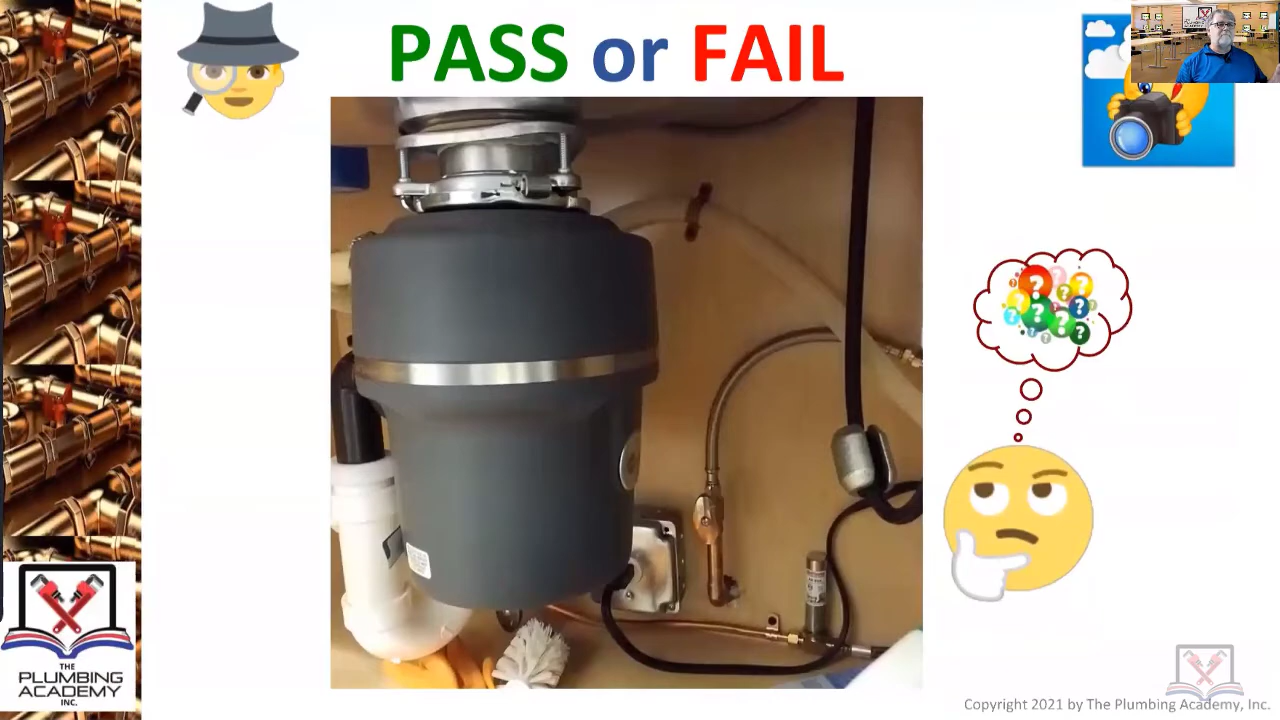 PASS or FAIL
THE
PLUMBING
ACADEMY
INC.
Copyright 2021 by The Plumbing Academy, Inc.